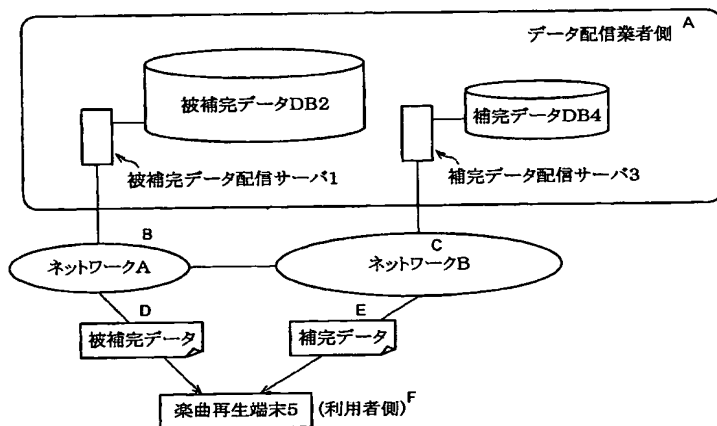 データ配信業者側 A
被補完データDB2
補完データDB4
被補完データ配信サーバ1
補完データ配信サーバ3
B
C
ネットワークA
ネットワークB
D
E
被補完データ
補完データ
楽曲再生端末5 (利用者側) F